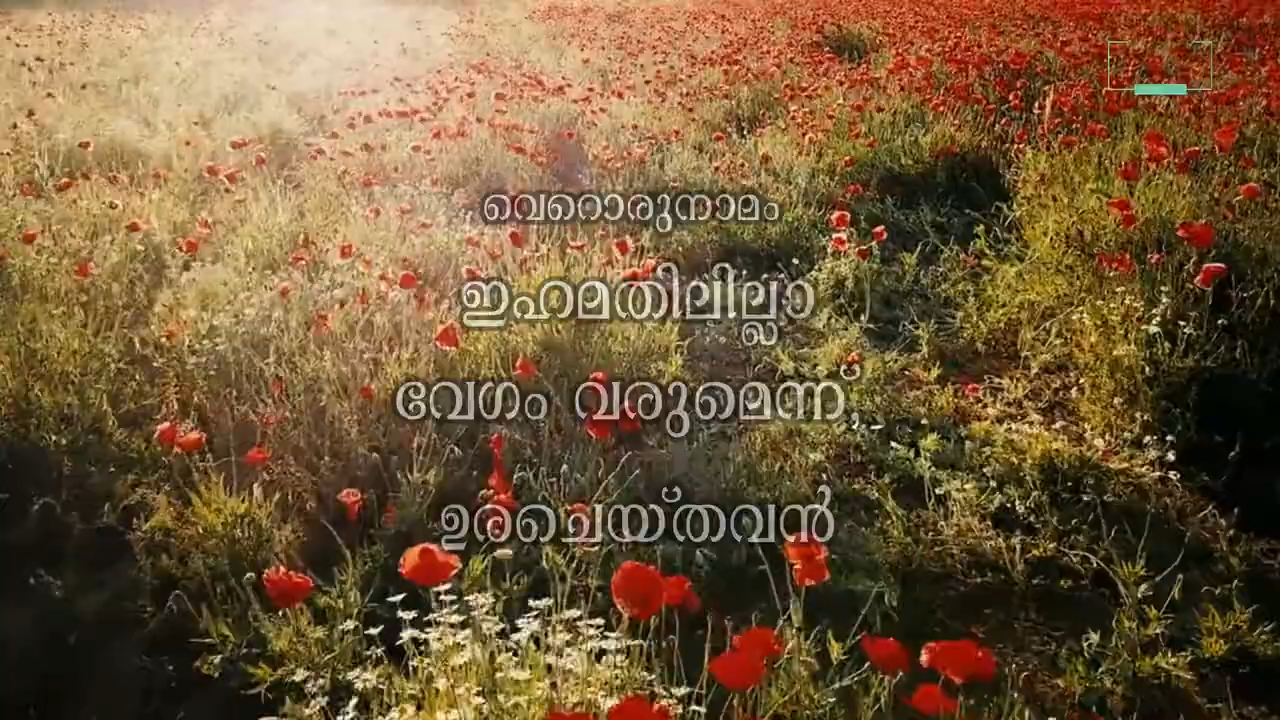 വെറൊരുനാമം
ഇഹമതിലില്ലാ
വേഗം വരുമെന്ന്,
ഉരചെയ്തവൻ